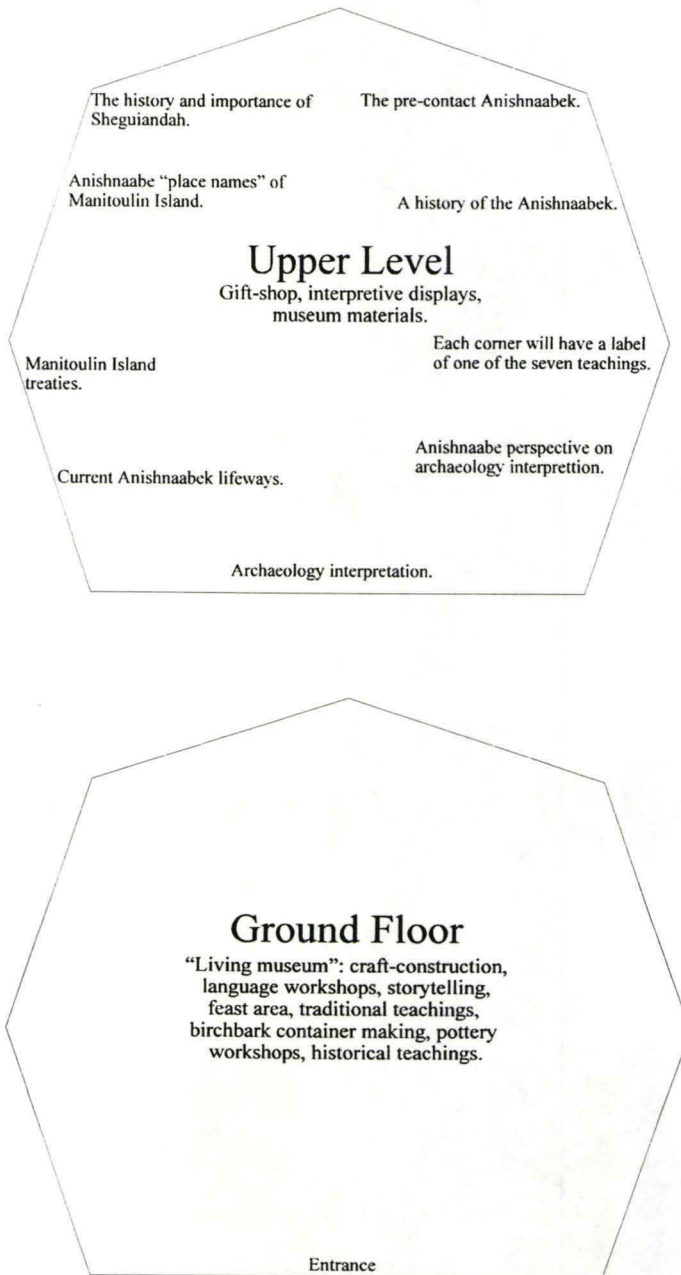 The history and importance of
Sheguiandah.
The pre-contact Anishnaabek.
Anishnaabe “place names” of
Manitoulin Island.
A history of the Anishnaabek.
Upper Level
Gift-shop, interpretive displays,
museum materials.
Each corner will have a label
of one of the seven teachings.
Manitoulin Island
treaties.
Anishnaabe perspective on
archaeology interprettion.
Current Anishnaabek lifeways.
Archaeology interpretation.
Ground Floor
“Living museum”: craft-construction,
language workshops, storytelling,
feast area, traditional teachings,
birchbark container making, pottery
workshops, historical teachings.
Entrance